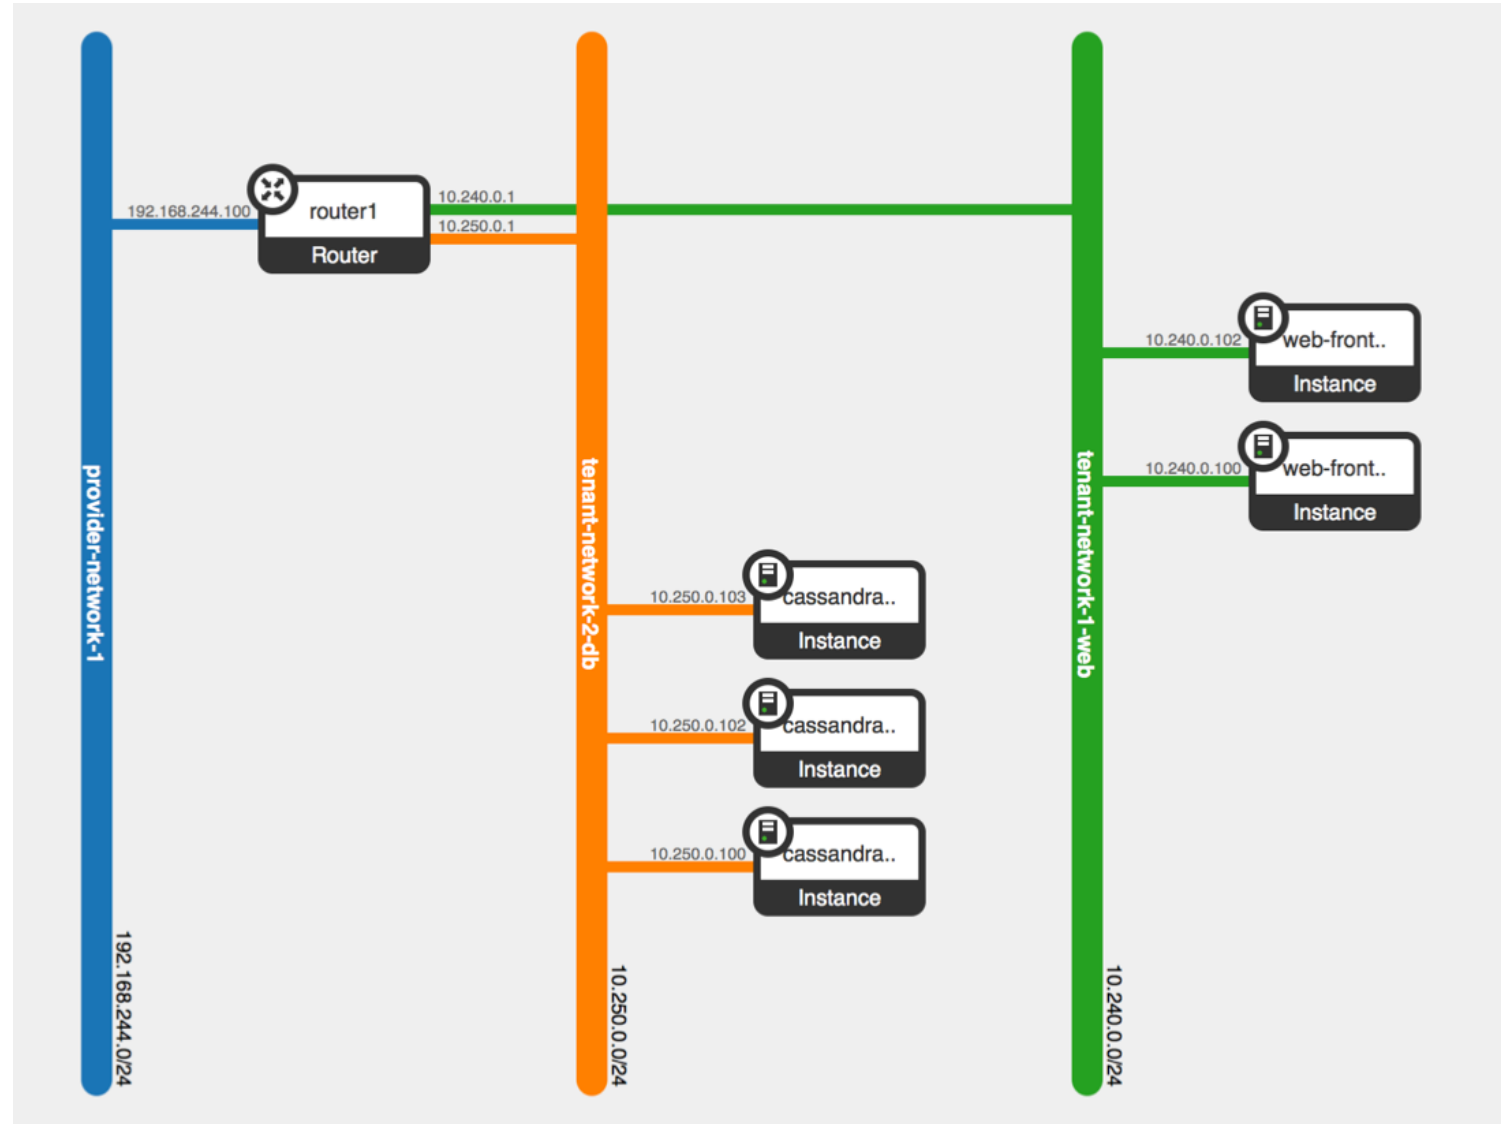 192.168.244.100
router1
Router
10.240.0.1
10.250.0.1
10.240.0.102
web-front..
Instance
10.240.0.100
web-front..
Instance
provider-network-1
tenant-network-2-db
tenant-network-1-web
10.250.0.103
cassandra..
Instance
10.250.0.102
cassandra..
Instance
10.250.0.100
cassandra..
Instance
192.168.244.0/24
10.250.0.0/24
10.240.0.0/24